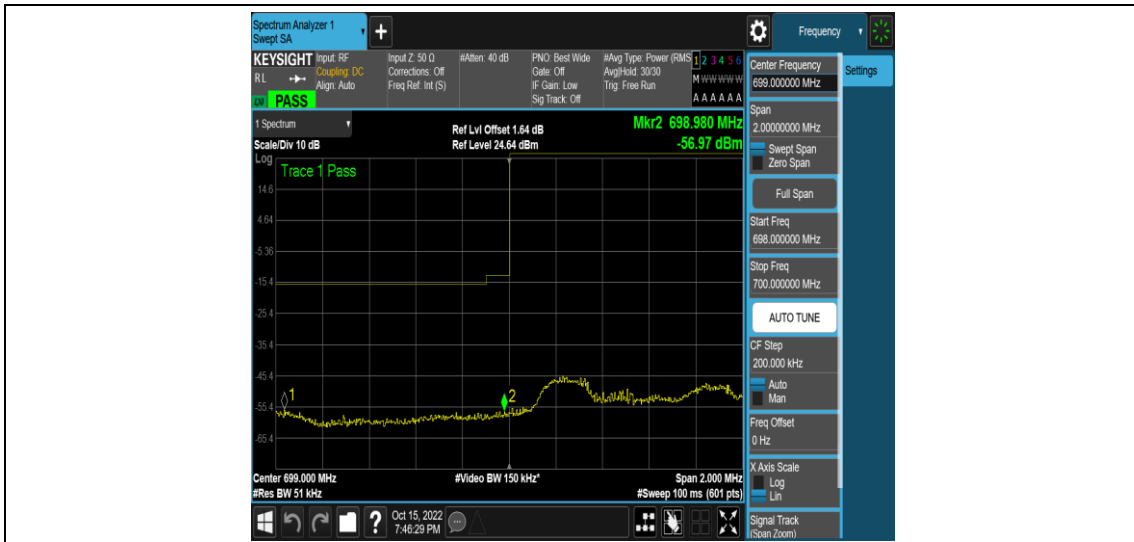 Spectrum Analyzer 1
Swept SA
+
Frequency
KEYSIGHT
RL
LM PASS
Input: RF
Coupling: DC
Align: Auto
Input Z: 50 Ω
Corrections: Off
Freq Ref: Int (S)
#Atten: 40 dB
PNO: Best Wide
Gate: Off
IF Gain: Low
Sig Track: Off
#Avg Type: Power (RMS
Avg|Hold: 30/30
Trig: Free Run
1 2 3 4 5 6
M W W W W W
A A A A A A
1 Spectrum
Scale/Div 10 dB
Ref Lvl Offset 1.64 dB
Ref Level 24.64 dBm
Mkr2 698.980 MHz
-56.97 dBm
Log
Trace 1 Pass
14.6
4.64
-5.36
-15.4
-25.4
-35.4
-45.4
-55.4
-65.4
1
2
Center 699.000 MHz
#Res BW 51 kHz
#Video BW 150 kHz*
Span 2.000 MHz
#Sweep 100 ms (601 pts)
?
Oct 15, 2022
7:46:29 PM
Center Frequency
699.000000 MHz
Span
2.00000000 MHz
Swept Span
Zero Span
Full Span
Start Freq
698.000000 MHz
Stop Freq
700.000000 MHz
AUTO TUNE
CF Step
200.000 kHz
Auto
Man
Freq Offset
0 Hz
X Axis Scale
Log
Lin
Signal Track
(Span Zoom)
Settings